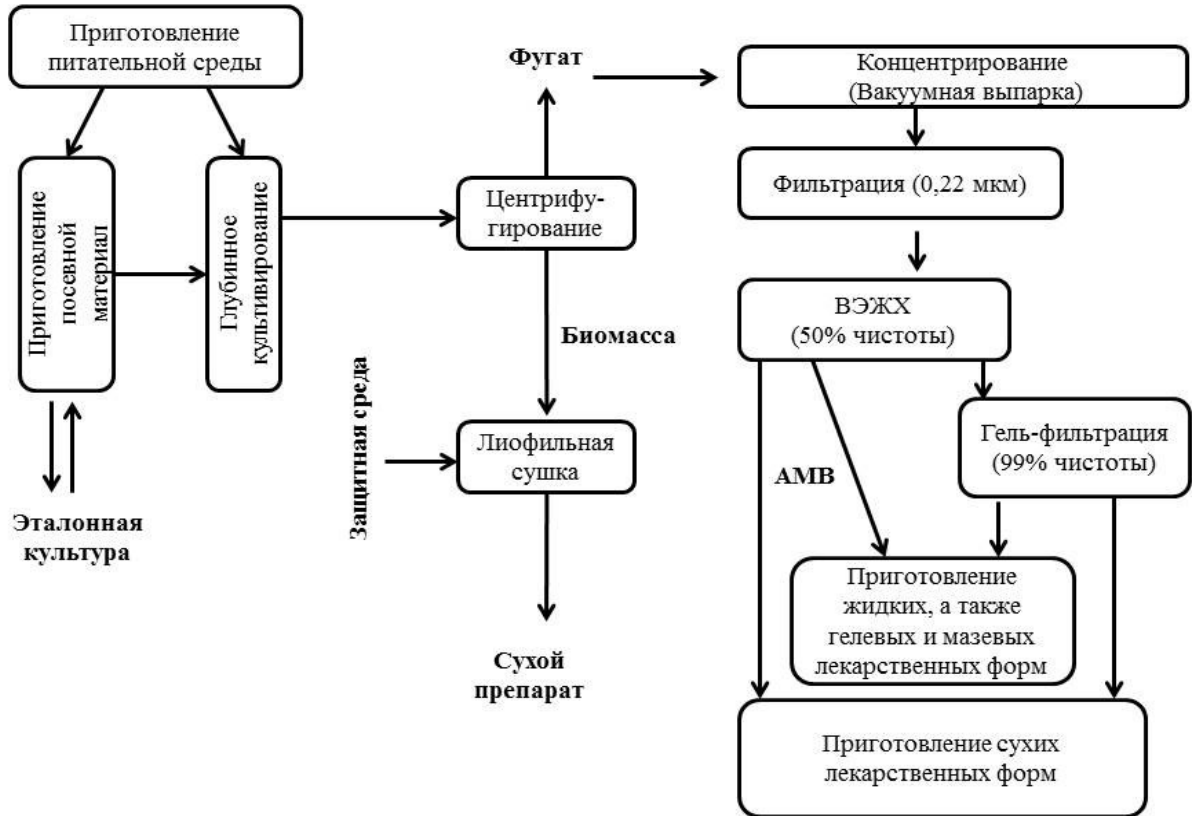 Приготовление
питательной среды
Приготовление
посевной
материал
Глубинное
культивирование
Эталонная
культура
Фугат
Центрифу-
гирование
Биомасса
Защитная среда
Лиофильная
сушка
Сухой
препарат
Концентрирование
(Вакуумная выпарка)
Фильтрация (0,22 мкм)
ВЭЖХ
(50% чистоты)
Гель-фильтрация
(99% чистоты)
АМВ
Приготовление
жидких, а также
гелевых и мазевых
лекарственных форм
Приготовление сухих
лекарственных форм